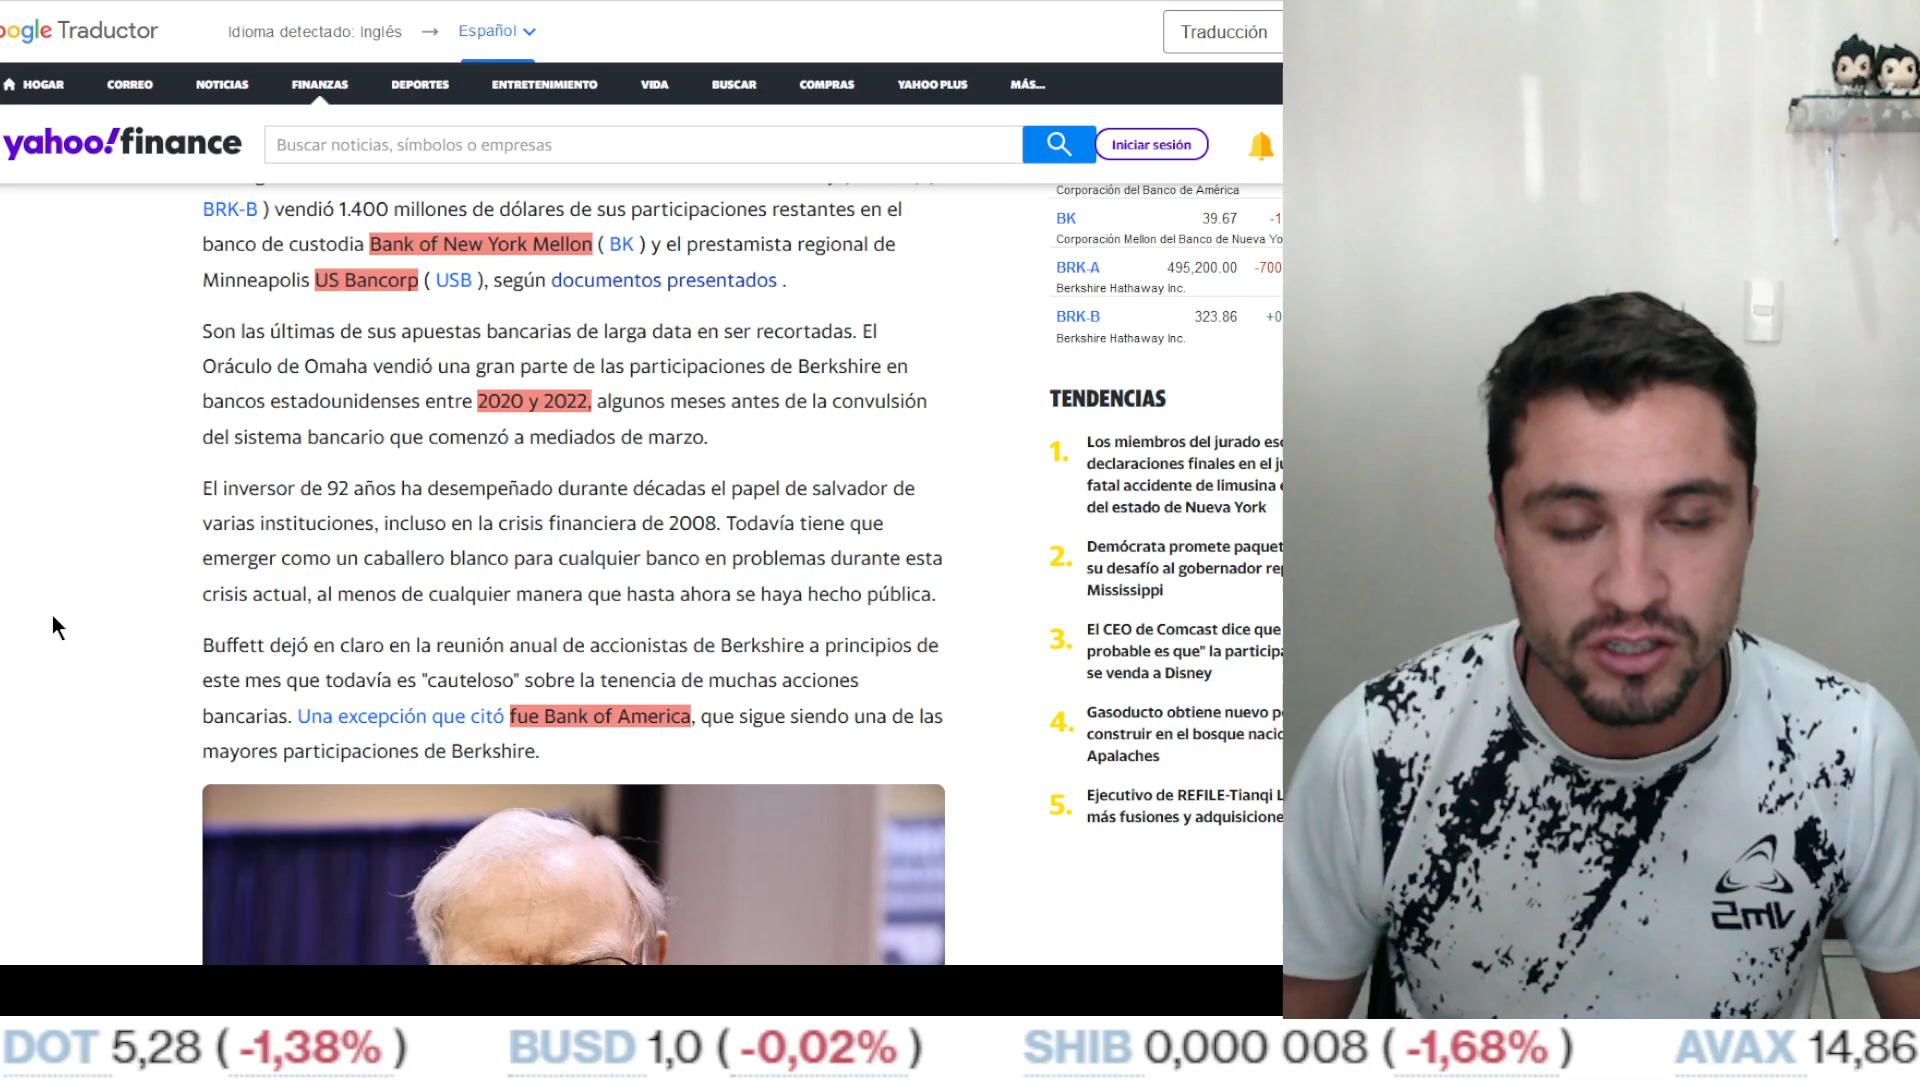 oogle Traductor
Idioma detectado: Inglés → Español
Traducción
HOGAR CORREO NOTICIAS FINANZAS DEPORTES ENTRETENIMIENTO VIDA BUSCAR COMPRAS YAHOO PLUS MÁS...
yahoo!finance
Buscar noticias, símbolos o empresas
Iniciar sesión
BRK-B ) vendió 1.400 millones de dólares de sus participaciones restantes en el
banco de custodia Bank of New York Mellon ( BK ) y el prestamista regional de
Minneapolis US Bancorp ( USB ), según documentos presentados .
Son las últimas de sus apuestas bancarias de larga data en ser recortadas. El
Oráculo de Omaha vendió una gran parte de las participaciones de Berkshire en
bancos estadounidenses entre 2020 y 2022, algunos meses antes de la convulsión
del sistema bancario que comenzó a mediados de marzo.
El inversor de 92 años ha desempeñado durante décadas el papel de salvador de
varias instituciones, incluso en la crisis financiera de 2008. Todavía tiene que
emerger como un caballero blanco para cualquier banco en problemas durante esta
crisis actual, al menos de cualquier manera que hasta ahora se haya hecho pública.
Buffett dejó en claro en la reunión anual de accionistas de Berkshire a principios de
este mes que todavía es "cauteloso" sobre la tenencia de muchas acciones
bancarias. Una excepción que citó fue Bank of America, que sigue siendo una de las
mayores participaciones de Berkshire.
Corporación del Banco de América
BK 39.67 -1
Corporación Mellon del Banco de Nueva Yo
BRK-A 495,200.00 -700
Berkshire Hathaway Inc.
BRK-B 323.86 +0
Berkshire Hathaway Inc.
TENDENCIAS
1. Los miembros del jurado esc
declaraciones finales en el ju
fatal accidente de limusina e
del estado de Nueva York
2. Demócrata promete paquet
su desafío al gobernador rep
Mississippi
3. El CEO de Comcast dice que
probable es que" la participa
se venda a Disney
4. Gasoducto obtiene nuevo pe
construir en el bosque nacio
Apalaches
5. Ejecutivo de REFILE-Tianqi L
más fusiones y adquisicione
DOT 5,28 ( -1,38% ) BUSD 1,0 ( -0,02% ) SHIB 0,000 008 ( -1,68% ) AVAX 14,86